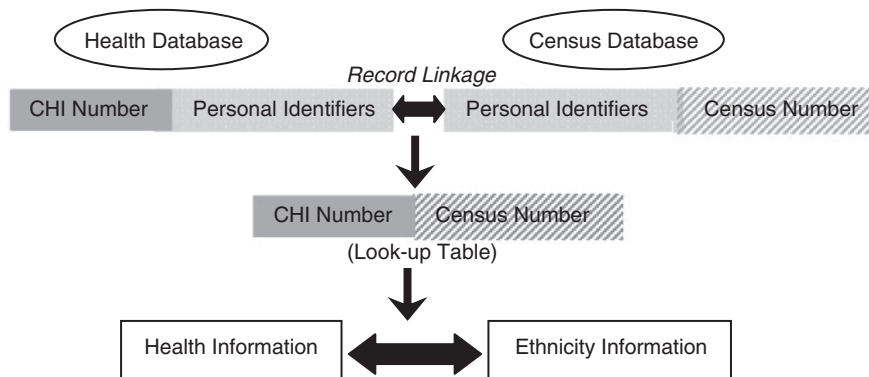 Health Database
Census Database
Record Linkage
CHI Number
Personal Identifiers
Personal Identifiers
Census Number
CHI Number
Census Number
(Look-up Table)
Health Information
Ethnicity Information